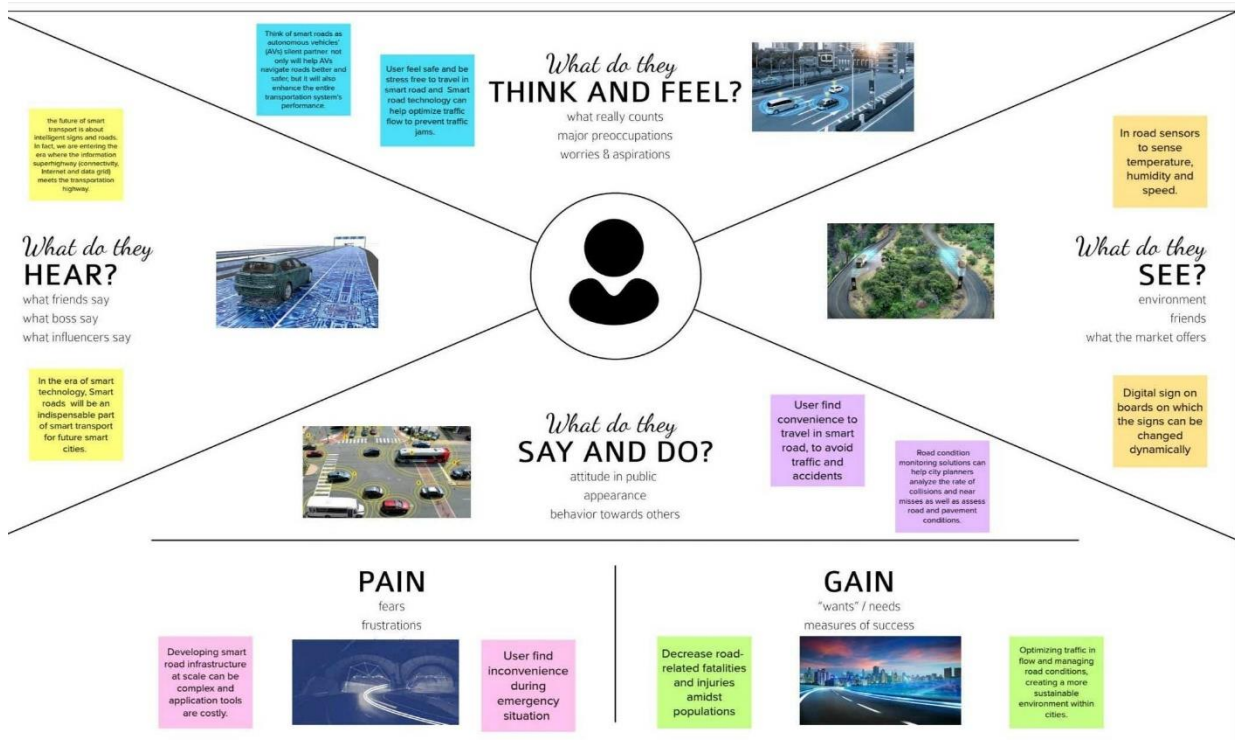 Think of smart roads as
autonomous vehicles'
(AVs) silent partner, not
only will help AVs
navigate roads better and
safer, but it will also
enhance the entire
transportation system's
performance.
User feel safe and be
stress free to travel in
smart road and Smart
road technology can
help optimize traffic
flow to prevent traffic
jams.
What do they
THINK AND FEEL?
what really counts
major preoccupations
worries & aspirations
the future of smart
transport is about
intelligent signs and roads.
In fact, we are entering the
era where the information
superhighway (connectivity,
Internet and data grid)
meets the transportation
highway.
What do they
HEAR?
what friends say
what boss say
what influencers say
In the era of smart
technology, Smart
roads will be an
indispensable part
of smart transport
for future smart
cities.
In road sensors
to sense
temperature,
humidity and
speed.
What do they
SEE?
environment
friends
what the market offers
Digital sign on
boards on which
the signs can be
changed
dynamically
What do they
SAY AND DO?
attitude in public
appearance
behavior towards others
User find
convenience to
travel in smart
road, to avoid
traffic and
accidents
Road condition
monitoring solutions can
help city planners
analyze the rate of
collisions and near
misses as well as assess
road and pavement
conditions.
PAIN
fears
frustrations
Developing smart
road infrastructure
at scale can be
complex and
application tools
are costly.
User find
inconvenience
during
emergency
situation
GAIN
"wants" / needs
measures of success
Decrease road-
related fatalities
and injuries
amidst
populations
Optimizing traffic in
flow and managing
road conditions,
creating a more
sustainable
environment within
cities.